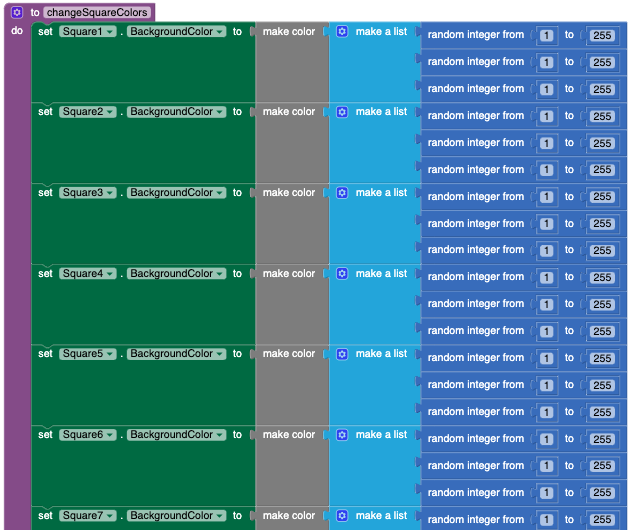 to changeSquareColors
do set Square1 . BackgroundColor to make color make a list random integer from 1 to 255
random integer from 1 to 255
random integer from 1 to 255
set Square2 . BackgroundColor to make color make a list random integer from 1 to 255
random integer from 1 to 255
random integer from 1 to 255
set Square3 . BackgroundColor to make color make a list random integer from 1 to 255
random integer from 1 to 255
random integer from 1 to 255
set Square4 . BackgroundColor to make color make a list random integer from 1 to 255
random integer from 1 to 255
random integer from 1 to 255
set Square5 . BackgroundColor to make color make a list random integer from 1 to 255
random integer from 1 to 255
random integer from 1 to 255
set Square6 . BackgroundColor to make color make a list random integer from 1 to 255
random integer from 1 to 255
random integer from 1 to 255
set Square7 . BackgroundColor to make color make a list random integer from 1 to 255